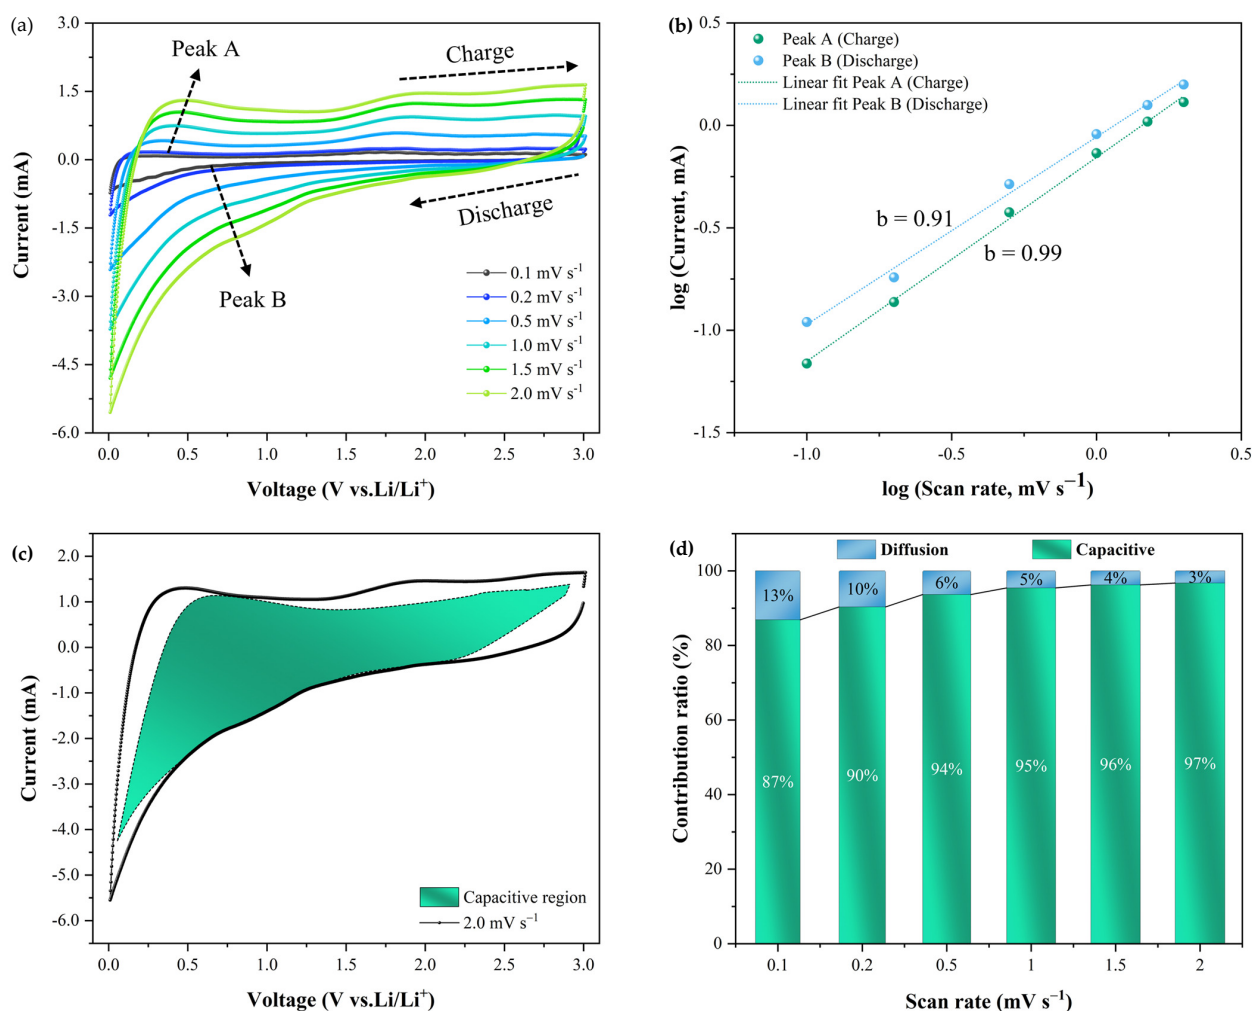 (a)
3.0
1.5
0.0
-1.5
-3.0
-4.5
-6.0
Current (mA)
Peak A
Charge
Discharge
Peak B
0.1 mV s⁻¹
0.2 mV s⁻¹
0.5 mV s⁻¹
1.0 mV s⁻¹
1.5 mV s⁻¹
2.0 mV s⁻¹
0.0 0.5 1.0 1.5 2.0 2.5 3.0
Voltage (V vs.Li/Li⁺)
(b)
0.5
0.0
-0.5
-1.0
-1.5
log (Current, mA)
Peak A (Charge)
Peak B (Discharge)
Linear fit Peak A (Charge)
Linear fit Peak B (Discharge)
b = 0.91
b = 0.99
-1.0 -0.5 0.0 0.5
log (Scan rate, mV s⁻¹)
(c)
2.0
1.0
0.0
-1.0
-2.0
-3.0
-4.0
-5.0
-6.0
Current (mA)
Capacitive region
2.0 mV s⁻¹
0.0 0.5 1.0 1.5 2.0 2.5 3.0
Voltage (V vs.Li/Li⁺)
(d)
Diffusion Capacitive
100
80
60
40
20
0
Contribution ratio (%)
13% 10% 6% 5% 4% 3%
87% 90% 94% 95% 96% 97%
0.1 0.2 0.5 1 1.5 2
Scan rate (mV s⁻¹)